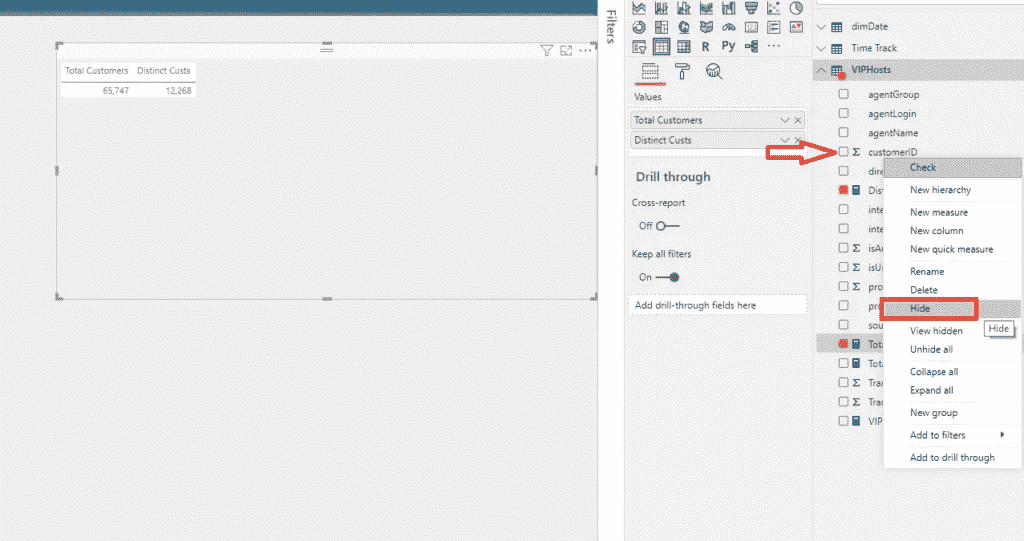 Total Customers Distinct Custs
65,747 12,268
Filters
R Py
Values
Total Customers
Distinct Custs
Drill through
Cross-report
Off
Keep all filters
On
Add drill-through fields here
dimDate
Time Track
VIPHosts
agentGroup
agentLogin
agentName
Σ customerID
dire
Dis
inte
inte
Σ isAu
Σ isU
Σ pro
pro
sou
Tota
Tota
Σ Tra
Σ Tra
VIP
Check
New hierarchy
New measure
New column
New quick measure
Rename
Delete
Hide
View hidden
Hide
Unhide all
Collapse all
Expand all
New group
Add to filters
Add to drill through